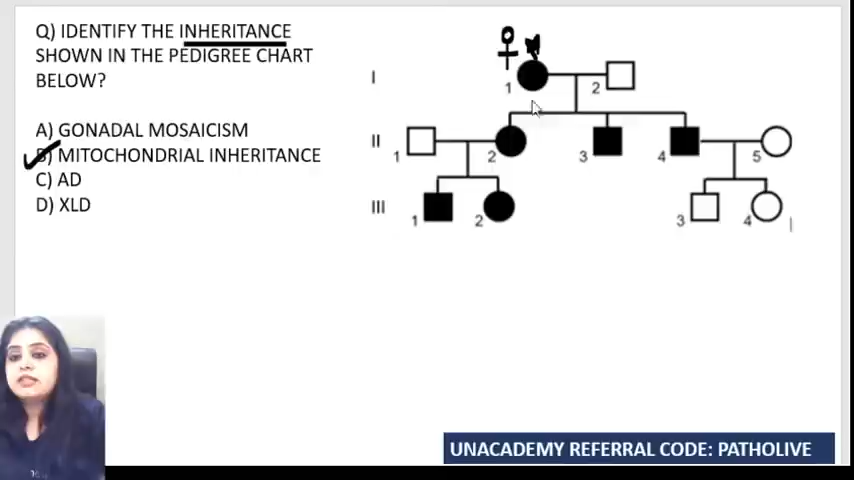 Q) IDENTIFY THE INHERITANCE
SHOWN IN THE PEDIGREE CHART
BELOW?
A) GONADAL MOSAICISM
B) MITOCHONDRIAL INHERITANCE
C) AD
D) XLD
I
1
2
II
1
2
3
4
5
III
1
2
3
4
UNACADEMY REFERRAL CODE: PATHOLIVE